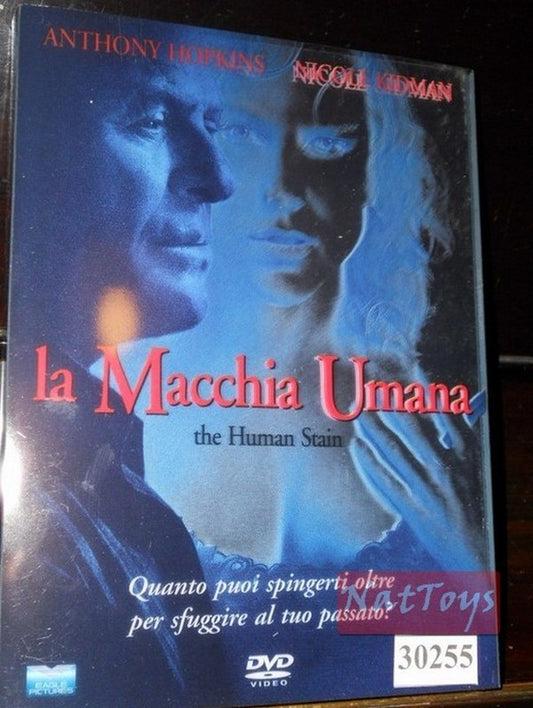 ANTHONY HOPKINS NICOLE KIDMAN
la Macchia Umana
the Human Stain
Quanto puoi spingerti oltre
per sfuggire al tuo passato?
NatToys
EAGLE
PICTURES
DVD
VIDEO
30255